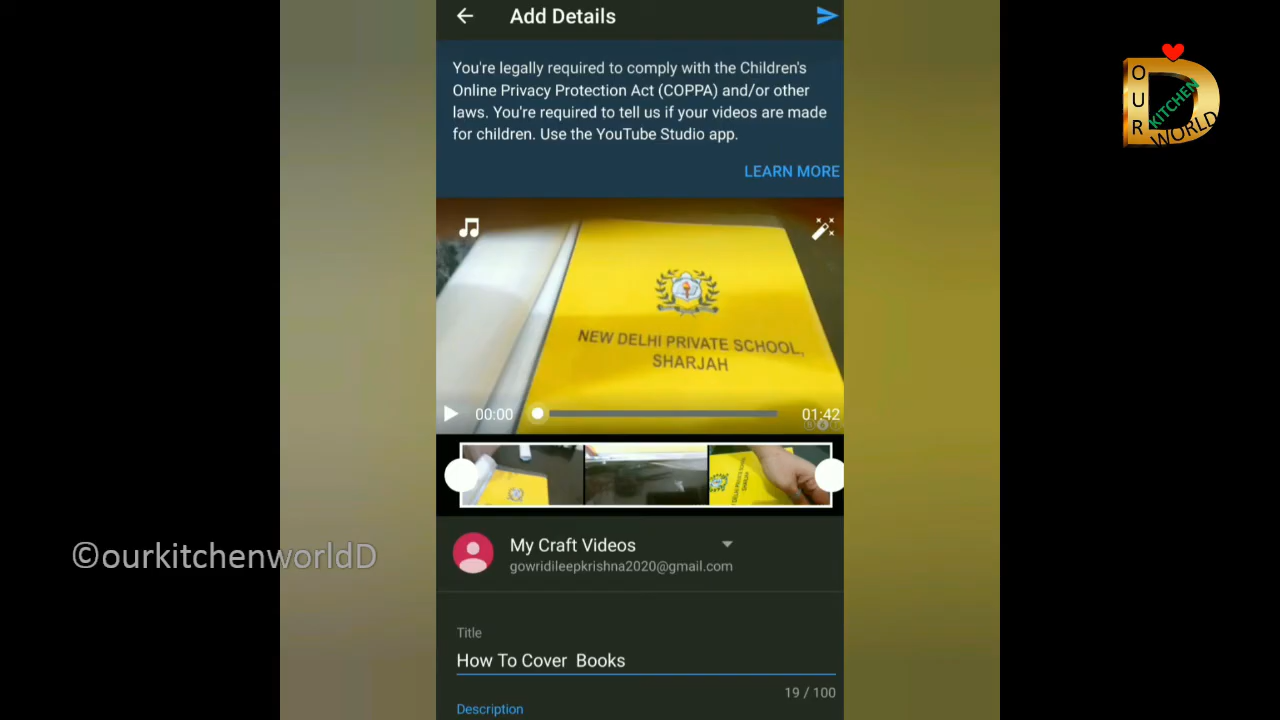 Add Details
You're legally required to comply with the Children's
Online Privacy Protection Act (COPPA) and/or other
laws. You're required to tell us if your videos are made
for children. Use the YouTube Studio app.
LEARN MORE
NEW DELHI PRIVATE SCHOOL,
SHARJAH
00:00
01:42
My Craft Videos
gowridileepkrishna2020@gmail.com
Title
How To Cover  Books
19 / 100
Description
©ourkitchenworldD
OUR
D
KITCHEN
WORLD